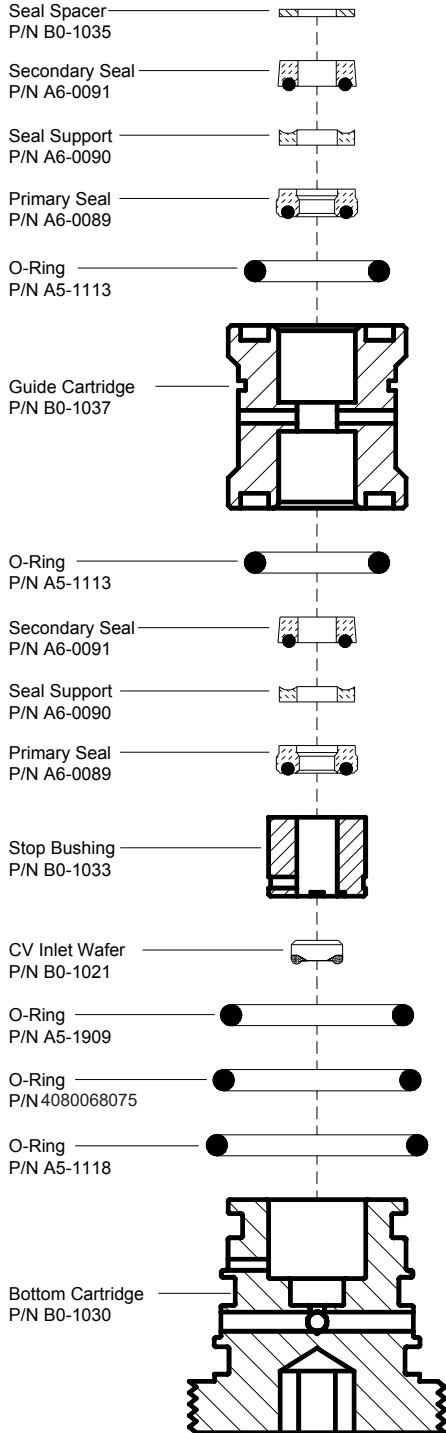 Seal Spacer
P/N B0-1035
Secondary Seal
P/N A6-0091
Seal Support
P/N A6-0090
Primary Seal
P/N A6-0089
O-Ring
P/N A5-1113
Guide Cartridge
P/N B0-1037
O-Ring
P/N A5-1113
Secondary Seal
P/N A6-0091
Seal Support
P/N A6-0090
Primary Seal
P/N A6-0089
Stop Bushing
P/N B0-1033
CV Inlet Wafer
P/N B0-1021
O-Ring
P/N A5-1909
O-Ring
P/N 4080068075
O-Ring
P/N A5-1118
Bottom Cartridge
P/N B0-1030